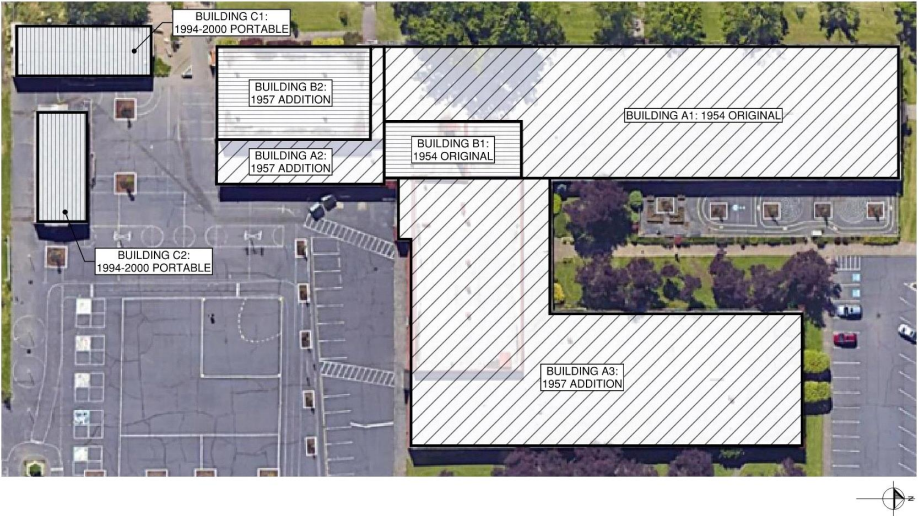 BUILDING C1:
1994-2000 PORTABLE
BUILDING B2:
1957 ADDITION
BUILDING A1: 1954 ORIGINAL
BUILDING B1:
1954 ORIGINAL
BUILDING A2:
1957 ADDITION
BUILDING C2:
1994-2000 PORTABLE
BUILDING A3:
1957 ADDITION
N